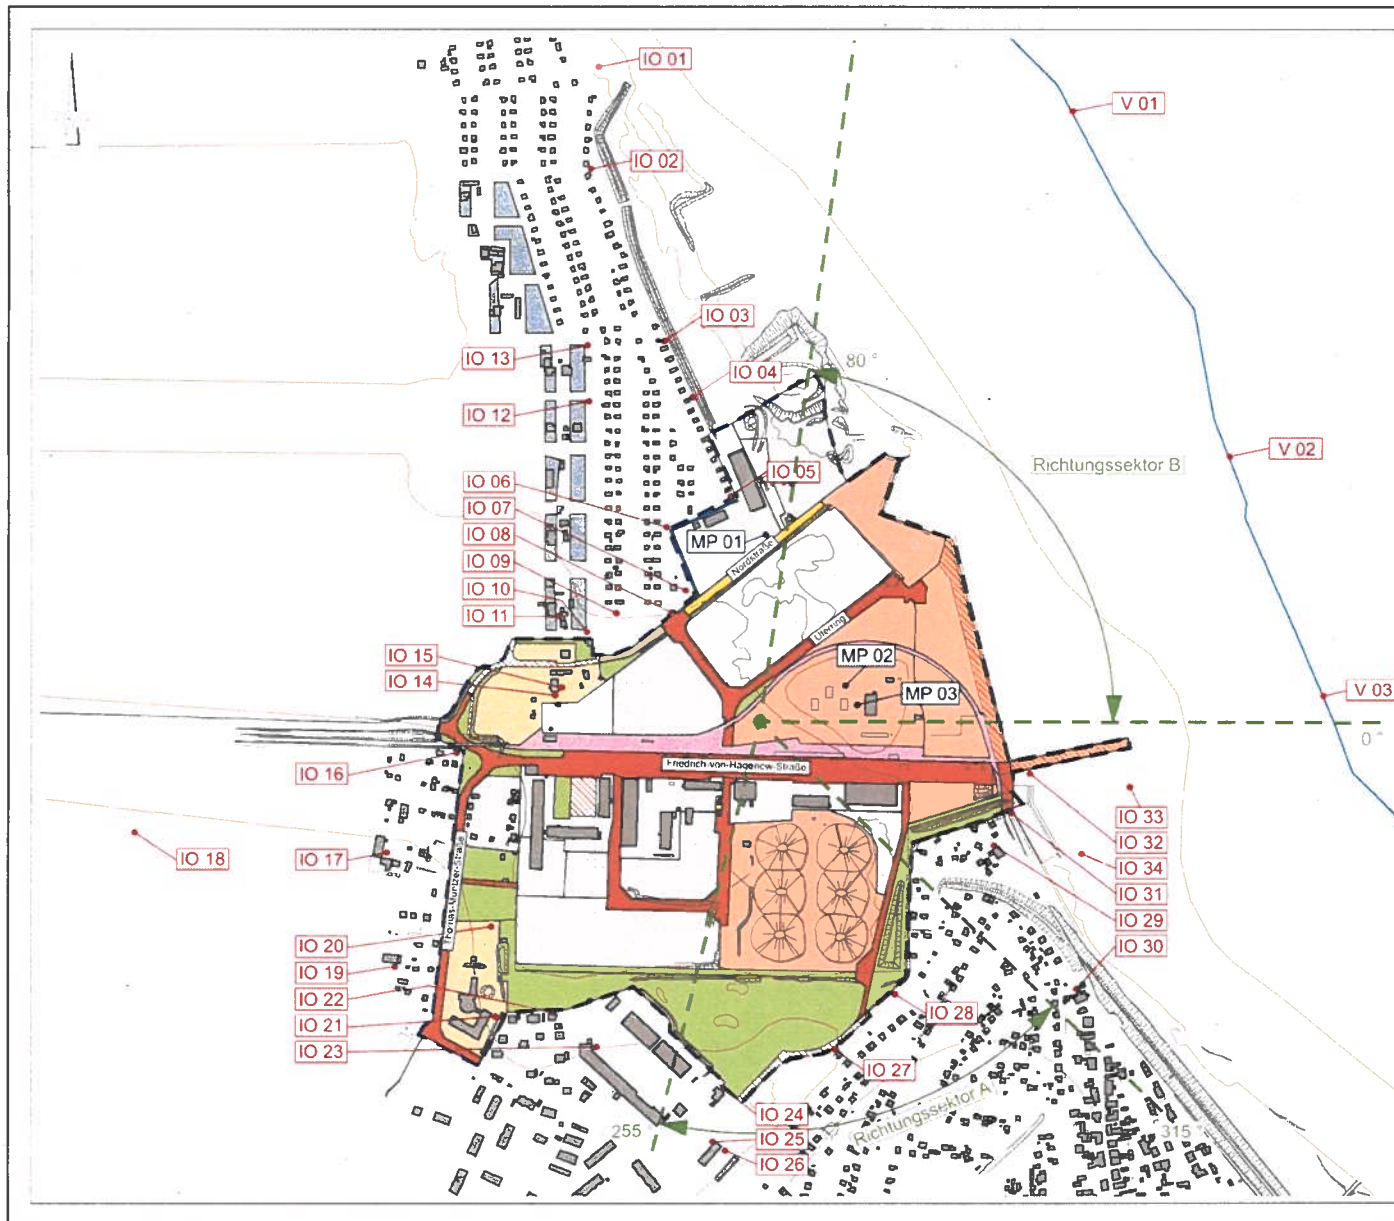 IO 01
V 01
IO 02
IO 03
IO 13
IO 04
80 °
IO 12
Richtungssektor B
V 02
IO 05
IO 06
IO 07
IO 08
MP 01
Nordstraße
IO 09
IO 10
IO 11
Uferring
IO 15
MP 02
IO 14
MP 03
V 03
0 °
Friedrich-von-Hagenow-Straße
IO 16
IO 33
IO 32
IO 18
IO 17
IO 34
Thomas-Müntzer-Straße
IO 31
IO 29
IO 20
IO 30
IO 19
IO 22
IO 28
IO 21
IO 23
IO 27
IO 24
Richtungssektor A
255
315
IO 25
IO 26